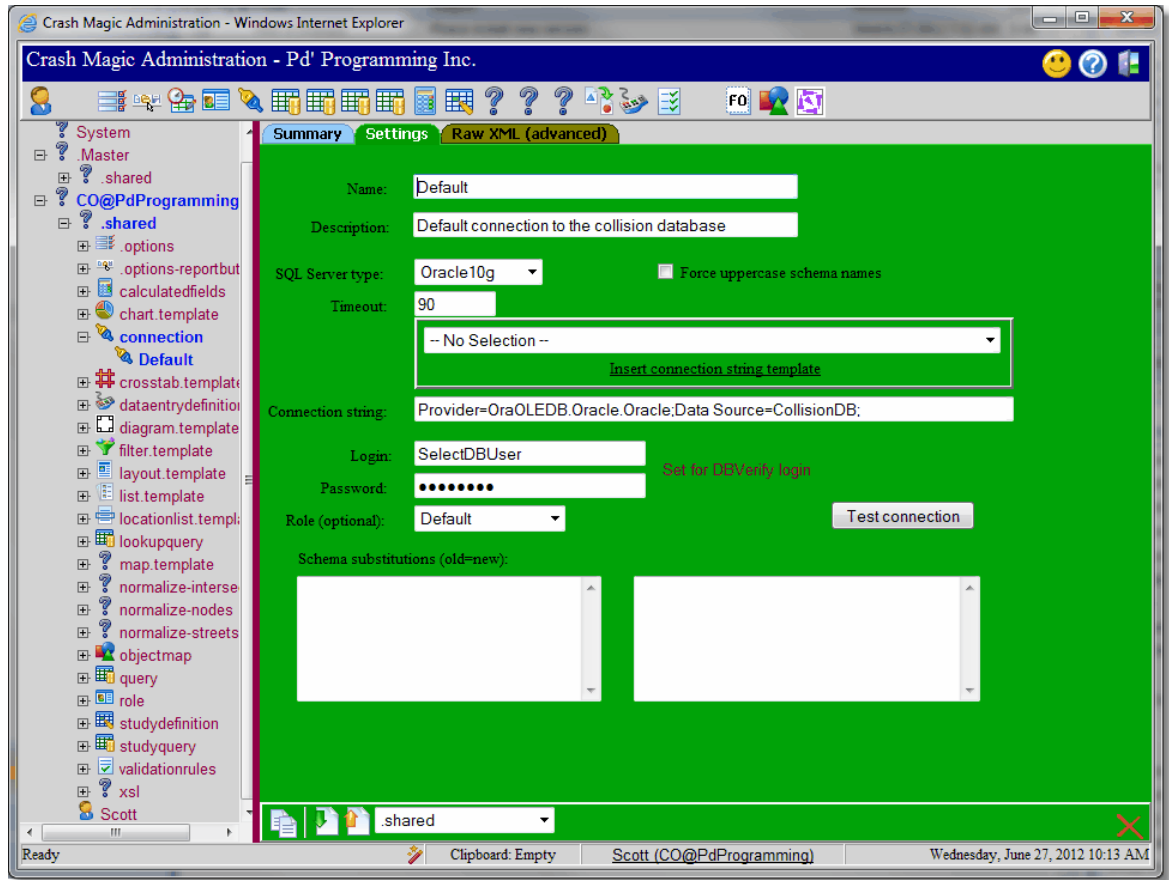 Crash Magic Administration - Windows Internet Explorer
Crash Magic Administration - Pd' Programming Inc.
FO
System
.Master
.shared
CO@PdProgramming
.shared
.options
.options-reportbut
calculatedfields
chart.template
connection
Default
crosstab.template
dataentrydefinition
diagram.template
filter.template
layout.template
list.template
locationlist.templa
lookupquery
map.template
normalize-interse
normalize-nodes
normalize-streets
objectmap
query
role
studydefinition
studyquery
validationrules
xsl
Scott
Summary Settings Raw XML (advanced)
Name: Default
Description: Default connection to the collision database
SQL Server type: Oracle10g Force uppercase schema names
Timeout: 90
-- No Selection --
Insert connection string template
Connection string: Provider=OraOLEDB.Oracle.Oracle;Data Source=CollisionDB;
Login: SelectDBUser
Set for DBVerify login
Password: ●●●●●●●●
Role (optional): Default Test connection
Schema substitutions (old=new):
.shared
Ready Clipboard: Empty Scott (CO@PdProgramming) Wednesday, June 27, 2012 10:13 AM